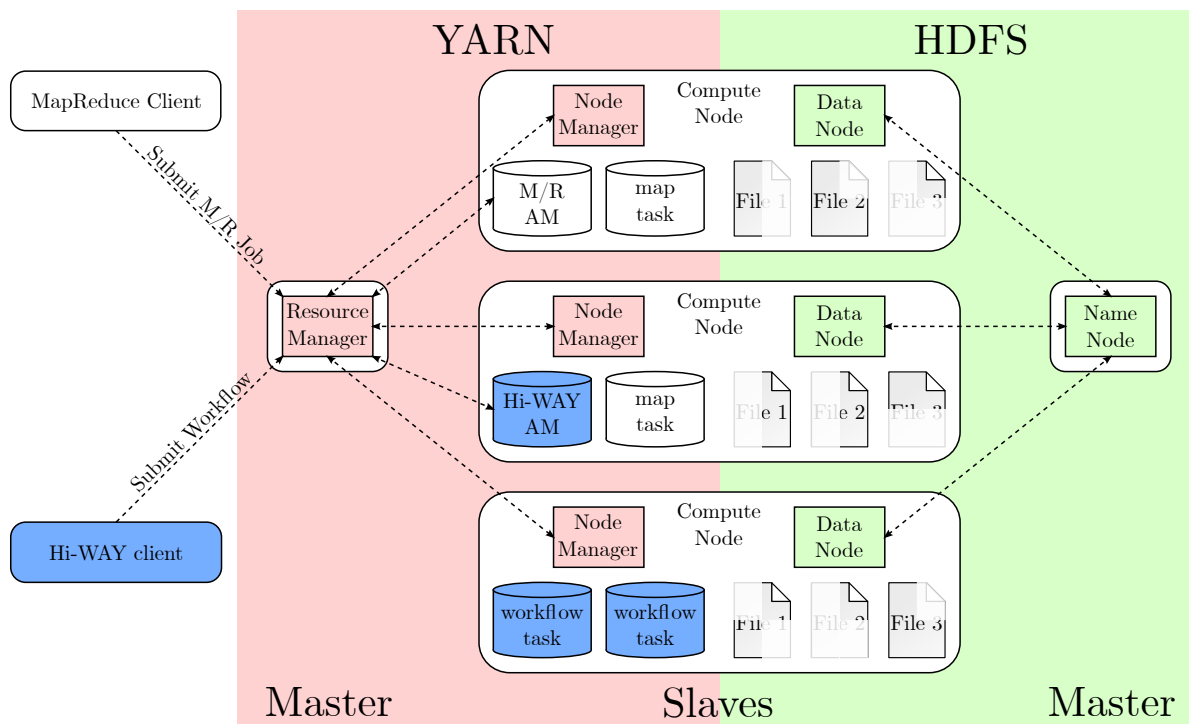 YARN
HDFS
MapReduce Client
Submit M/R Job
Node
Manager
Compute
Node
Data
Node
M/R
AM
map
task
File 1
File 2
File 3
Resource
Manager
Node
Manager
Compute
Node
Data
Node
Name
Node
Hi-WAY
AM
map
task
File 1
File 2
File 3
Submit Workflow
Hi-WAY client
Node
Manager
Compute
Node
Data
Node
workflow
task
workflow
task
File 1
File 2
File 3
Master
Slaves
Master